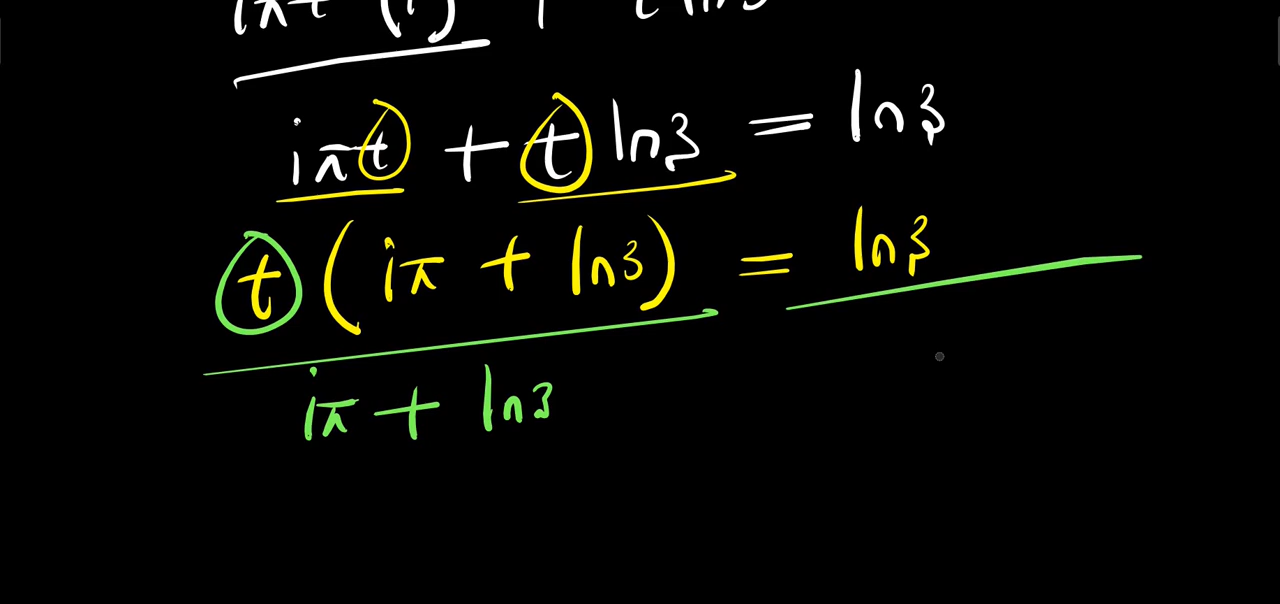 iπt + t ln3 = ln3
t (iπ + ln3) = ln3
iπ + ln3